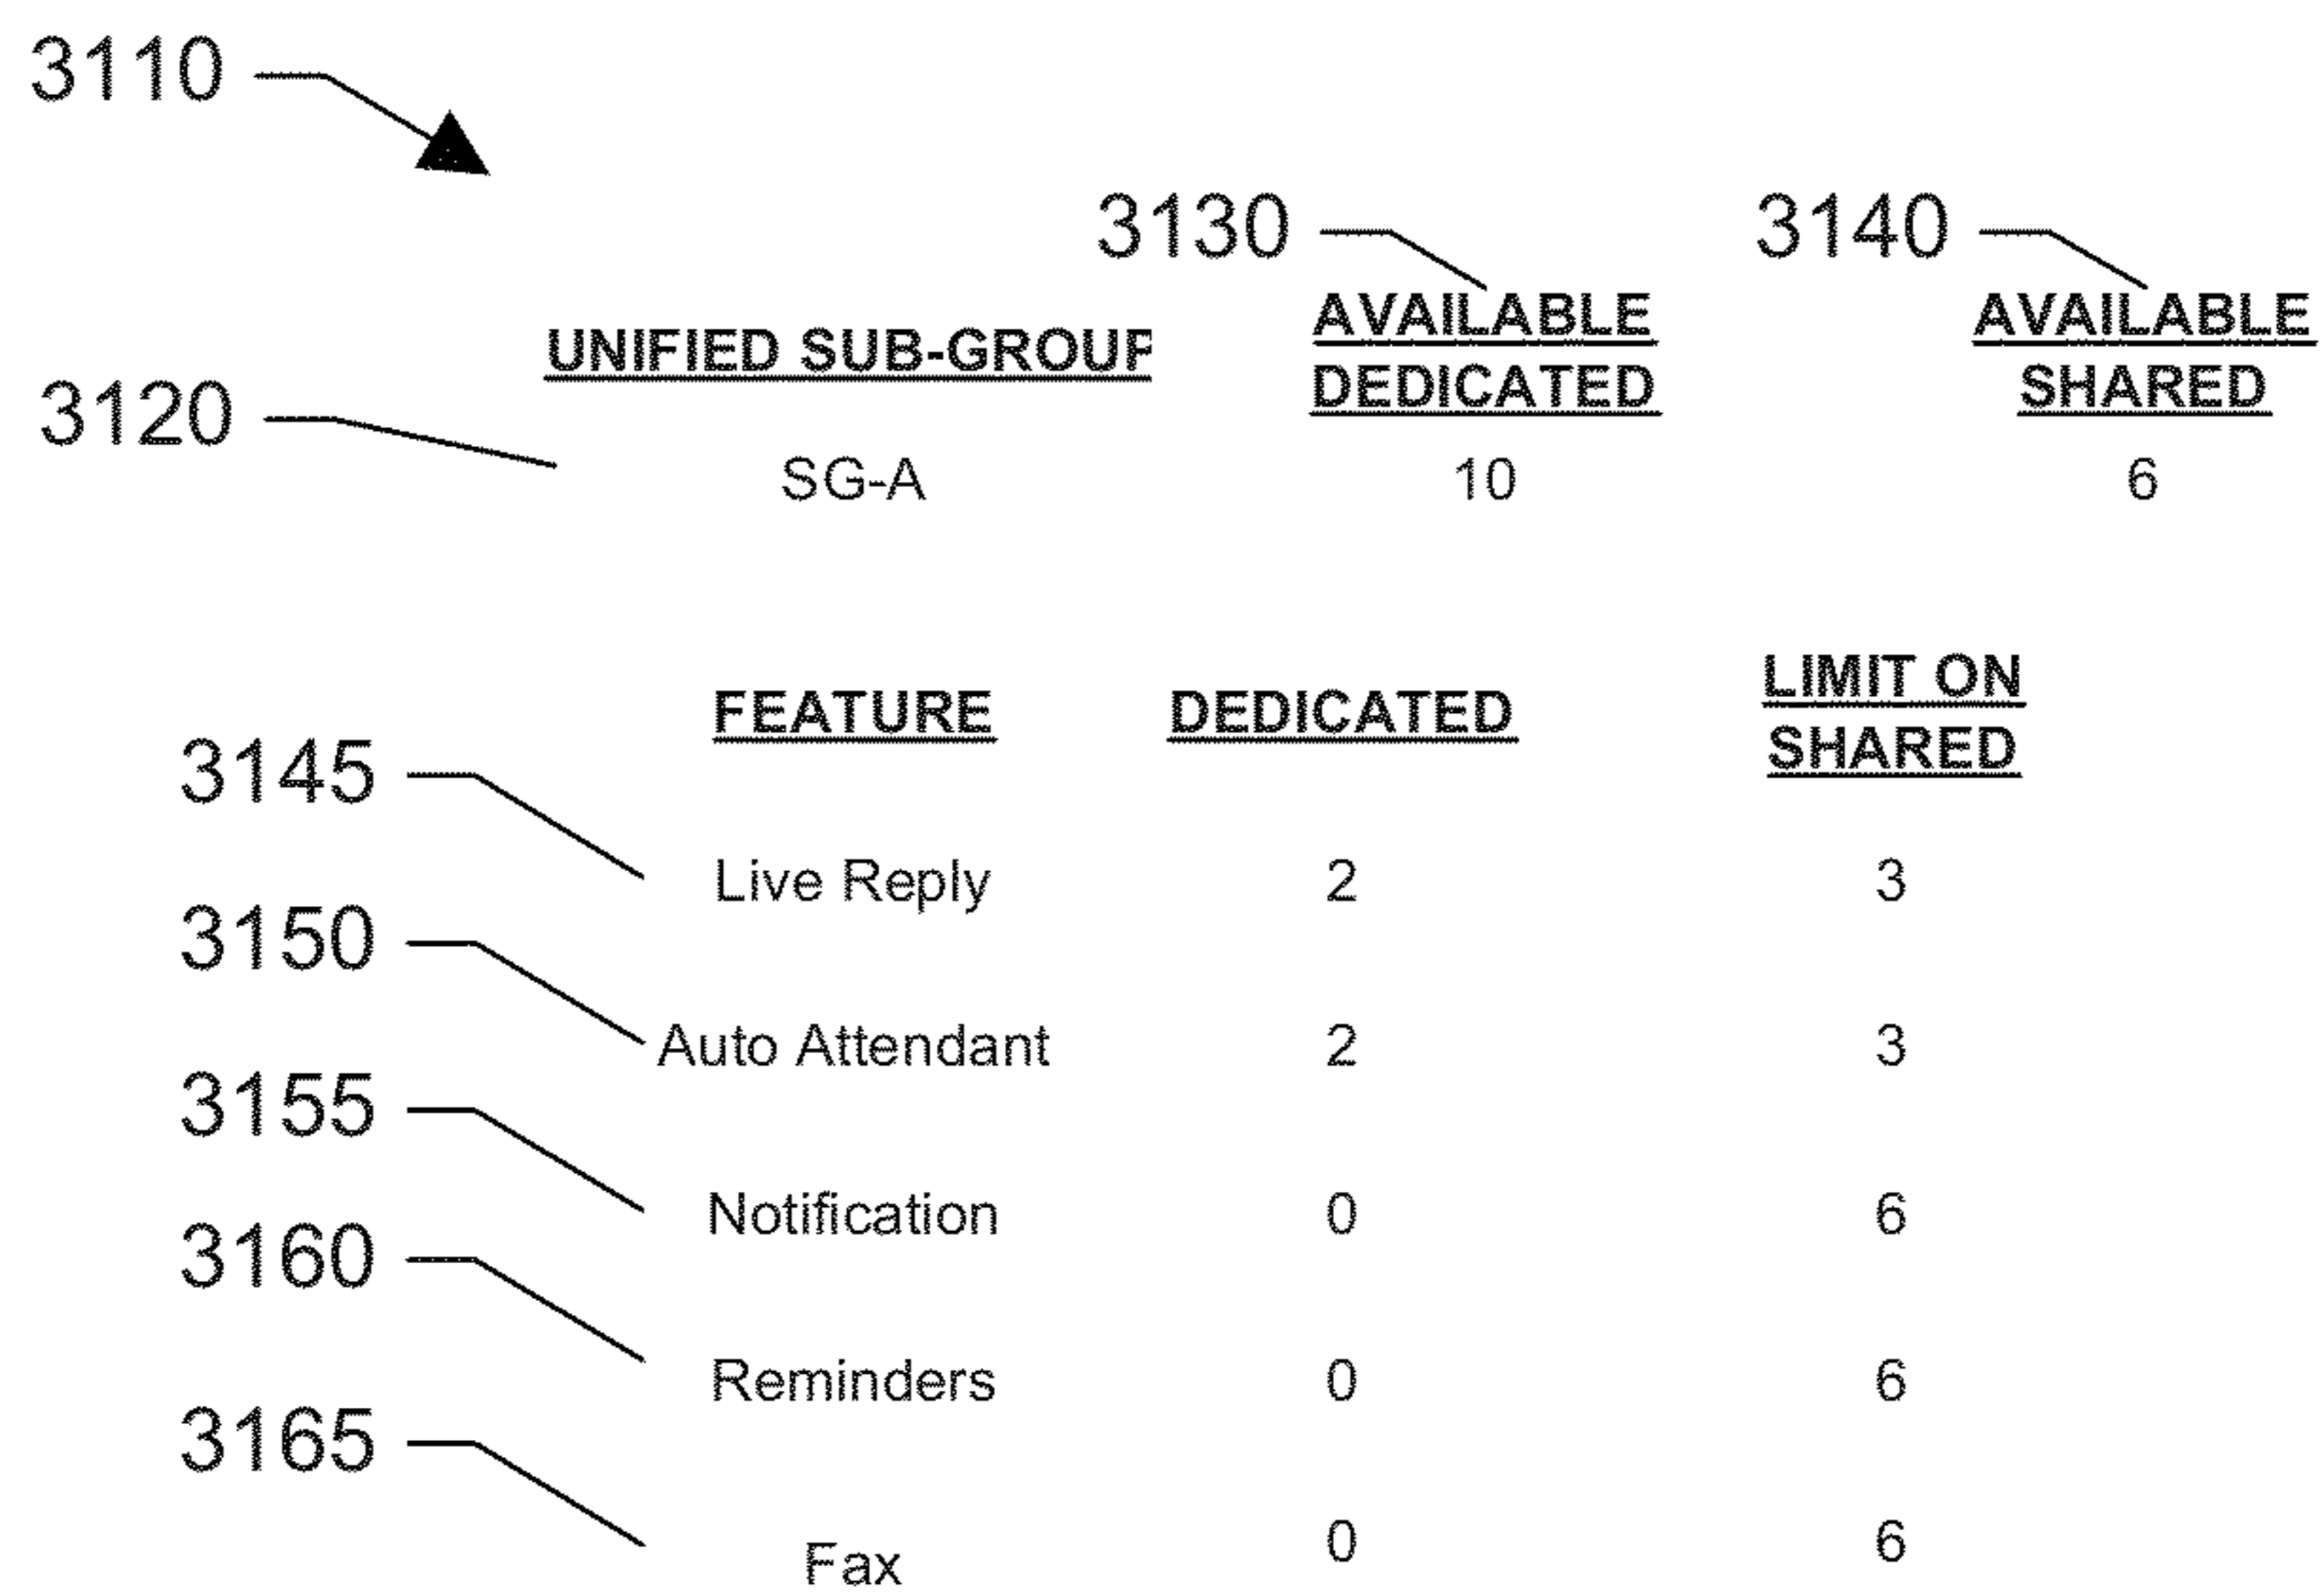 3110
3130 3140
AVAILABLE AVAILABLE
UNIFIED SUB-GROUP
DEDICATED SHARED
3120
SG-A 10 6
LIMIT ON
FEATURE DEDICATED
SHARED
3145
Live Reply 2 3
3150
Auto Attendant 2 3
3155
Notification 0 6
3160
Reminders 0 6
3165
Fax 0 6